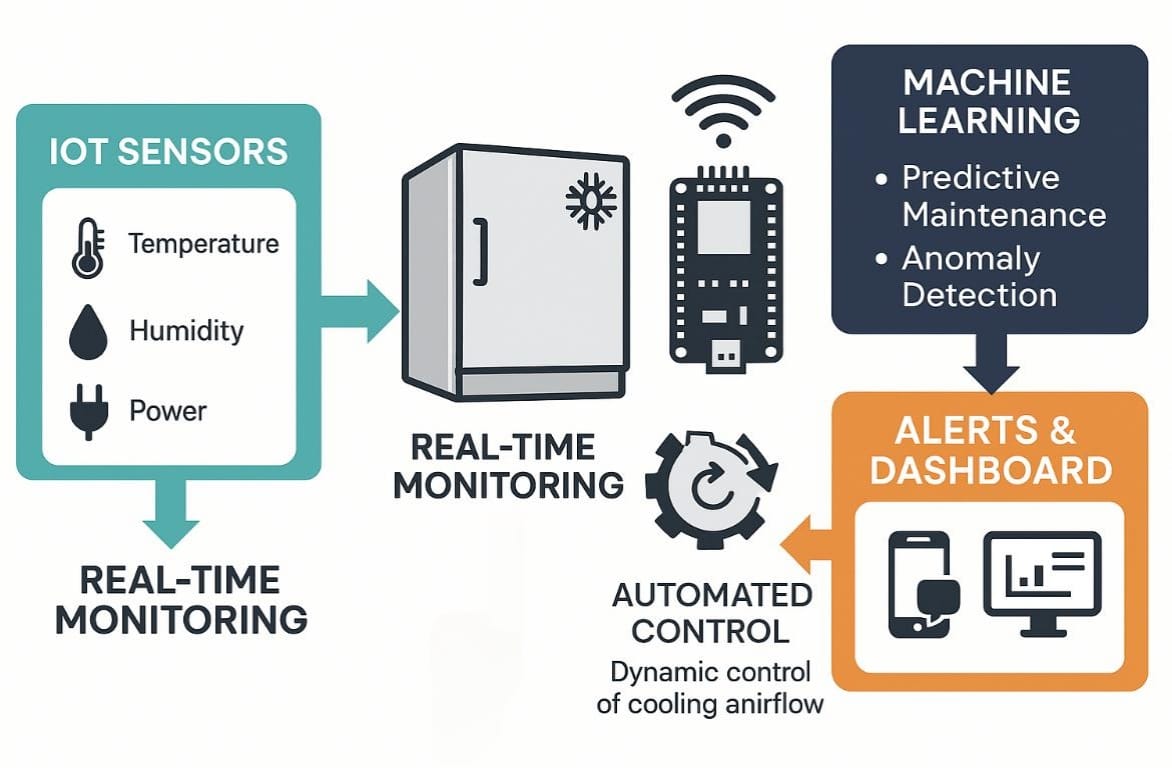 IOT SENSORS
Temperature
Humidity
Power
REAL-TIME
MONITORING
REAL-TIME
MONITORING
MACHINE
LEARNING
• Predictive
Maintenance
• Anomaly
Detection
ALERTS &
DASHBOARD
AUTOMATED
CONTROL
Dynamic control
of cooling anirflow